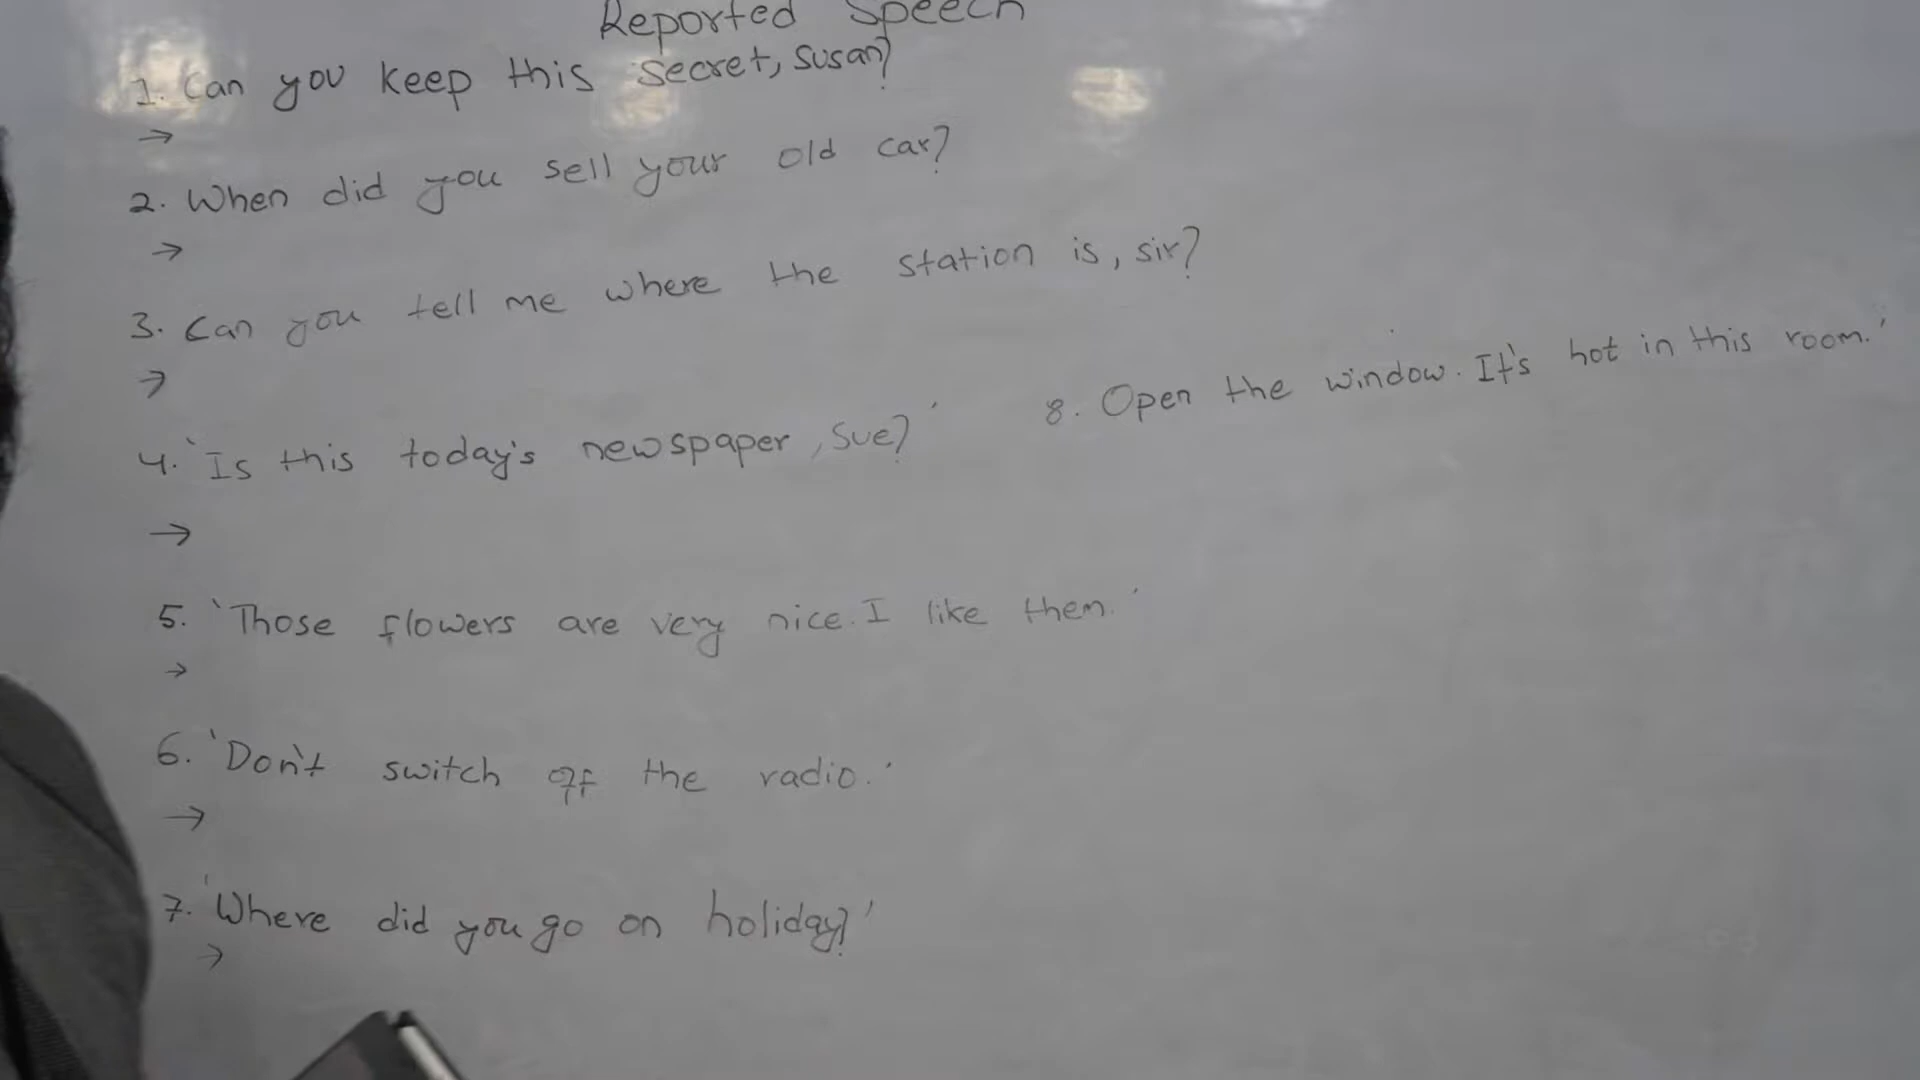 Reported Speech
1. Can you keep this secret, Susan?
→
2. When did you sell your old car?
→
3. Can you tell me where the station is, sir?
→
4. 'Is this today's newspaper, Sue?'
→
5. 'Those flowers are very nice. I like them.'
→
6. 'Don't switch off the radio.'
→
7. 'Where did you go on holiday?'
→
8. Open the window. It's hot in this room.'